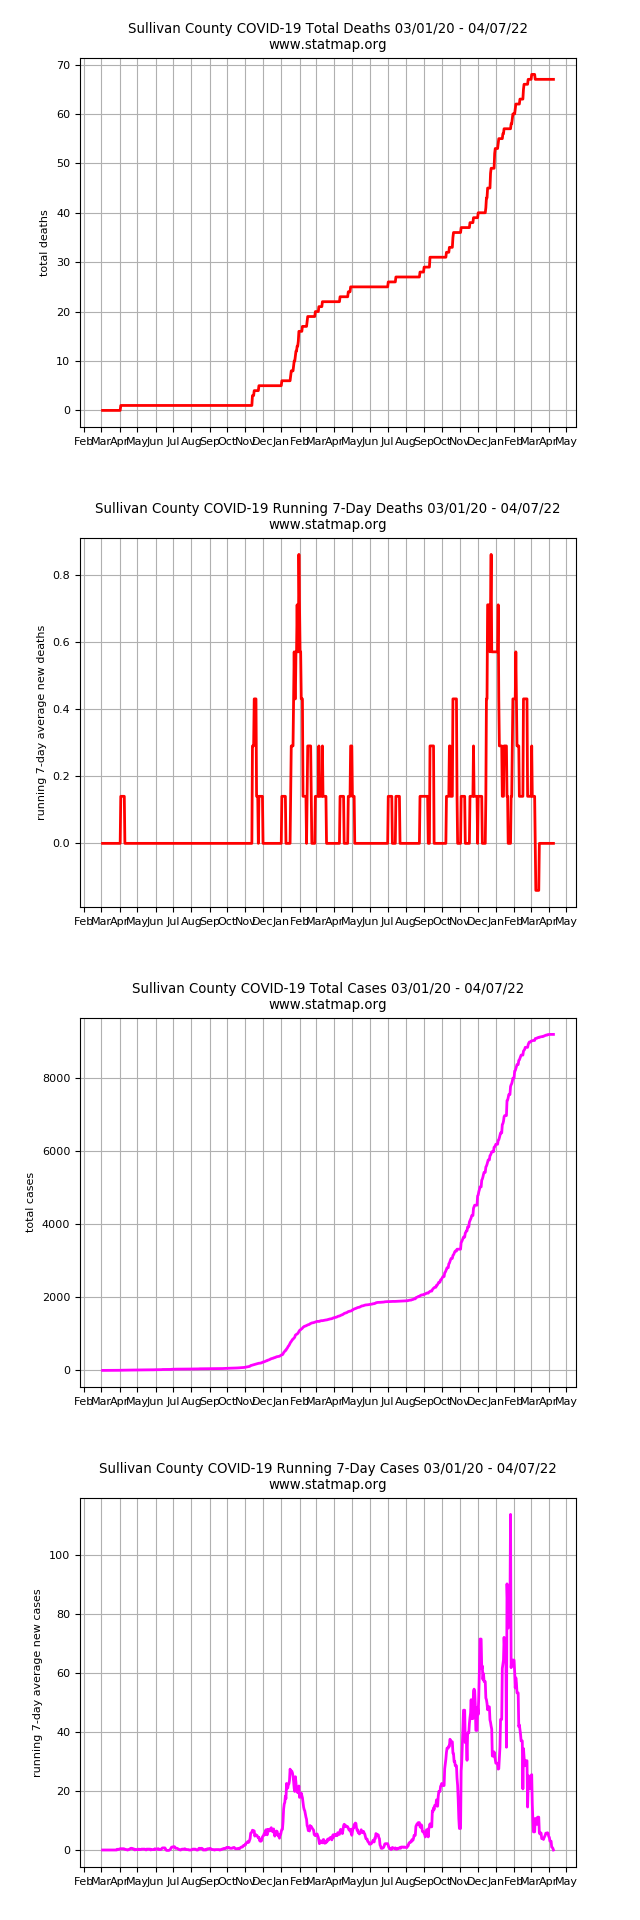 Sullivan County COVID-19 Total Deaths 03/01/20 - 04/07/22
www.statmap.org
70
60
50
40
30
20
10
0
total deaths
Feb Mar Apr May Jun Jul Aug Sep Oct Nov Dec Jan Feb Mar Apr May Jun Jul Aug Sep Oct Nov Dec Jan Feb Mar Apr May
Sullivan County COVID-19 Running 7-Day Deaths 03/01/20 - 04/07/22
www.statmap.org
0.8
0.6
0.4
0.2
0.0
running 7-day average new deaths
Feb Mar Apr May Jun Jul Aug Sep Oct Nov Dec Jan Feb Mar Apr May Jun Jul Aug Sep Oct Nov Dec Jan Feb Mar Apr May
Sullivan County COVID-19 Total Cases 03/01/20 - 04/07/22
www.statmap.org
8000
6000
4000
2000
0
total cases
Feb Mar Apr May Jun Jul Aug Sep Oct Nov Dec Jan Feb Mar Apr May Jun Jul Aug Sep Oct Nov Dec Jan Feb Mar Apr May
Sullivan County COVID-19 Running 7-Day Cases 03/01/20 - 04/07/22
www.statmap.org
100
80
60
40
20
0
running 7-day average new cases
Feb Mar Apr May Jun Jul Aug Sep Oct Nov Dec Jan Feb Mar Apr May Jun Jul Aug Sep Oct Nov Dec Jan Feb Mar Apr May